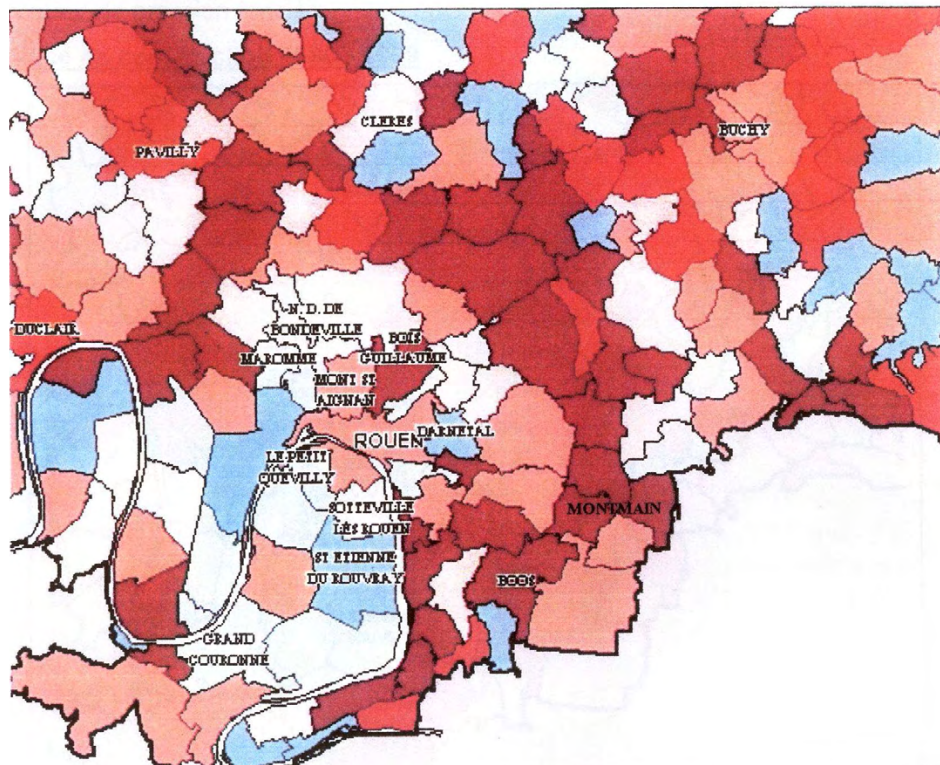 CLERES
BUCHY
PAVILLY
N. D. DE
BONDEVILLE
DUCLAIR
BOIS
GUILLAUME
MAROMME
MONT ST
AIGNAN
DARNETAL
ROUEN
LE PETIT
QUEVILLY
SOTTEVILLE
LES ROUEN
MONTMAIN
ST ETIENNE
DU ROUVRAY
BOOS
GRAND
COURONNE